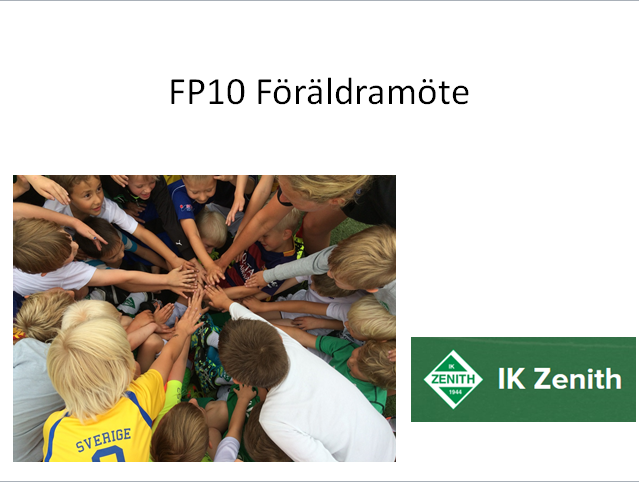 FP10 Föräldramöte
SVERIGE
IK
ZENITH
1944
IK Zenith